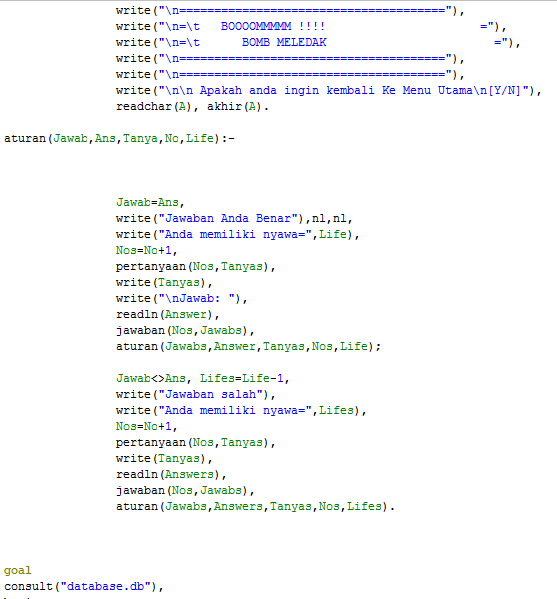 write("\n======================================"),
write("\n=\t   BOOOOMMMMM !!!!                      ="),
write("\n=\t      BOMB MELEDAK                        ="),
write("\n======================================"),
write("\n======================================"),
write("\n\n Apakah anda ingin kembali Ke Menu Utama\n[Y/N]"),
readchar(A), akhir(A).
aturan(Jawab,Ans,Tanya,No,Life):-
Jawab=Ans,
write("Jawaban Anda Benar"),nl,nl,
write("Anda memiliki nyawa=",Life),
Nos=No+1,
pertanyaan(Nos,Tanyas),
write(Tanyas),
write("\nJawab: "),
readln(Answer),
jawaban(Nos,Jawabs),
aturan(Jawabs,Answer,Tanyas,Nos,Life);
Jawab<>Ans, Lifes=Life-1,
write("Jawaban salah"),
write("Anda memiliki nyawa=",Lifes),
Nos=No+1,
pertanyaan(Nos,Tanyas),
write(Tanyas),
readln(Answers),
jawaban(Nos,Jawabs),
aturan(Jawabs,Answers,Tanyas,Nos,Lifes).
goal
consult("database.db"),